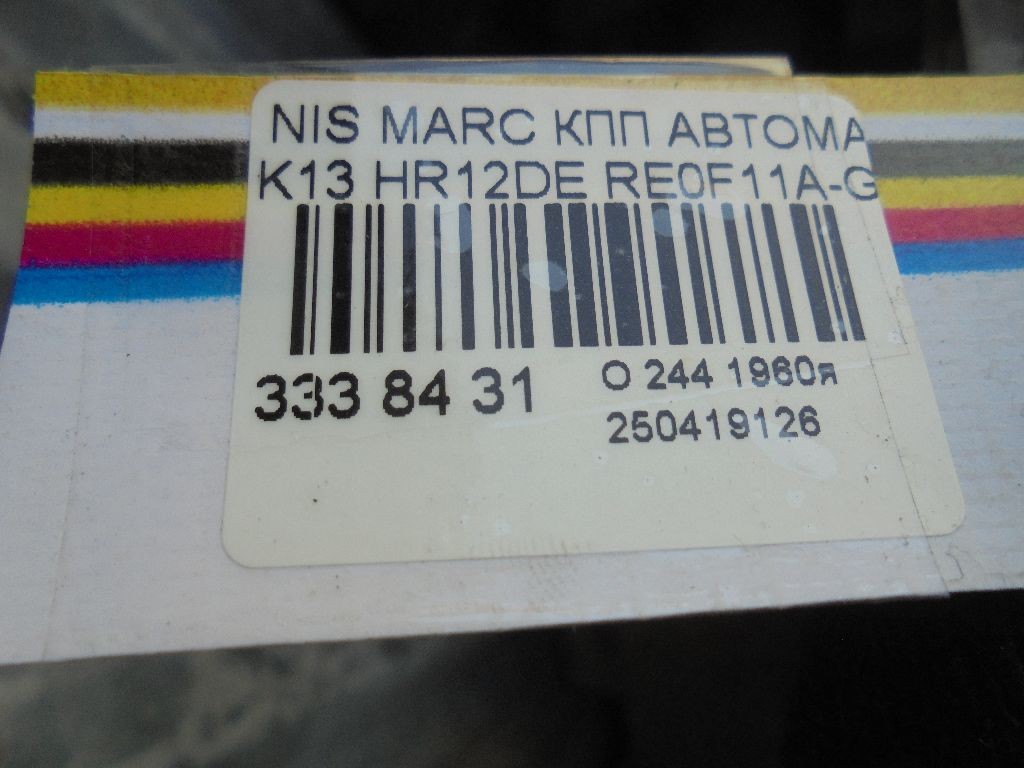 NIS MARC КПП АВТОМА
K13 HR12DE RE0F11A-G
333 84 31
O 244 1960я
250419126